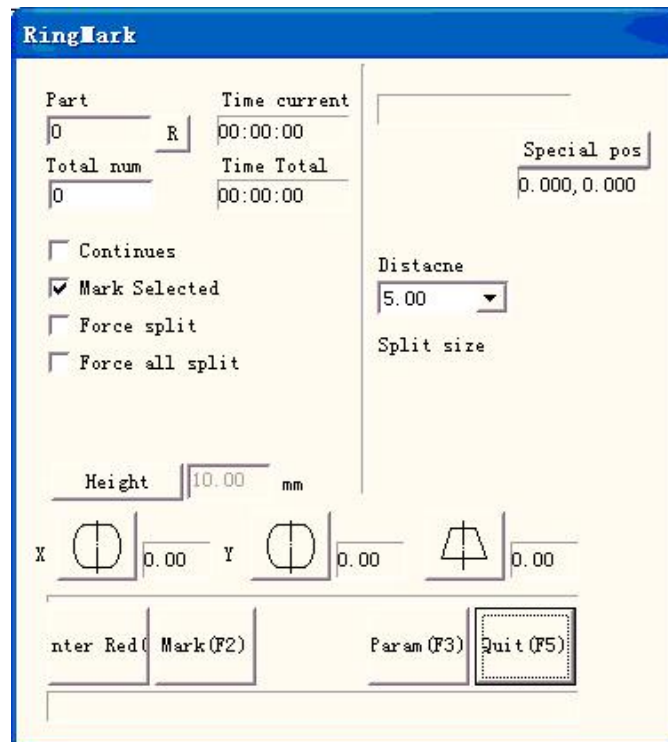 RingMark
Part
Time current
0
R
00:00:00
Total num
Time Total
0
00:00:00
Special pos
0.000,0.000
Continues
Mark Selected
Force split
Force all split
Distacne
5.00
Split size
Height
10.00
mm
X
0.00
Y
0.00
0.00
nter Red(
Mark(F2)
Param(F3)
Quit(F5)